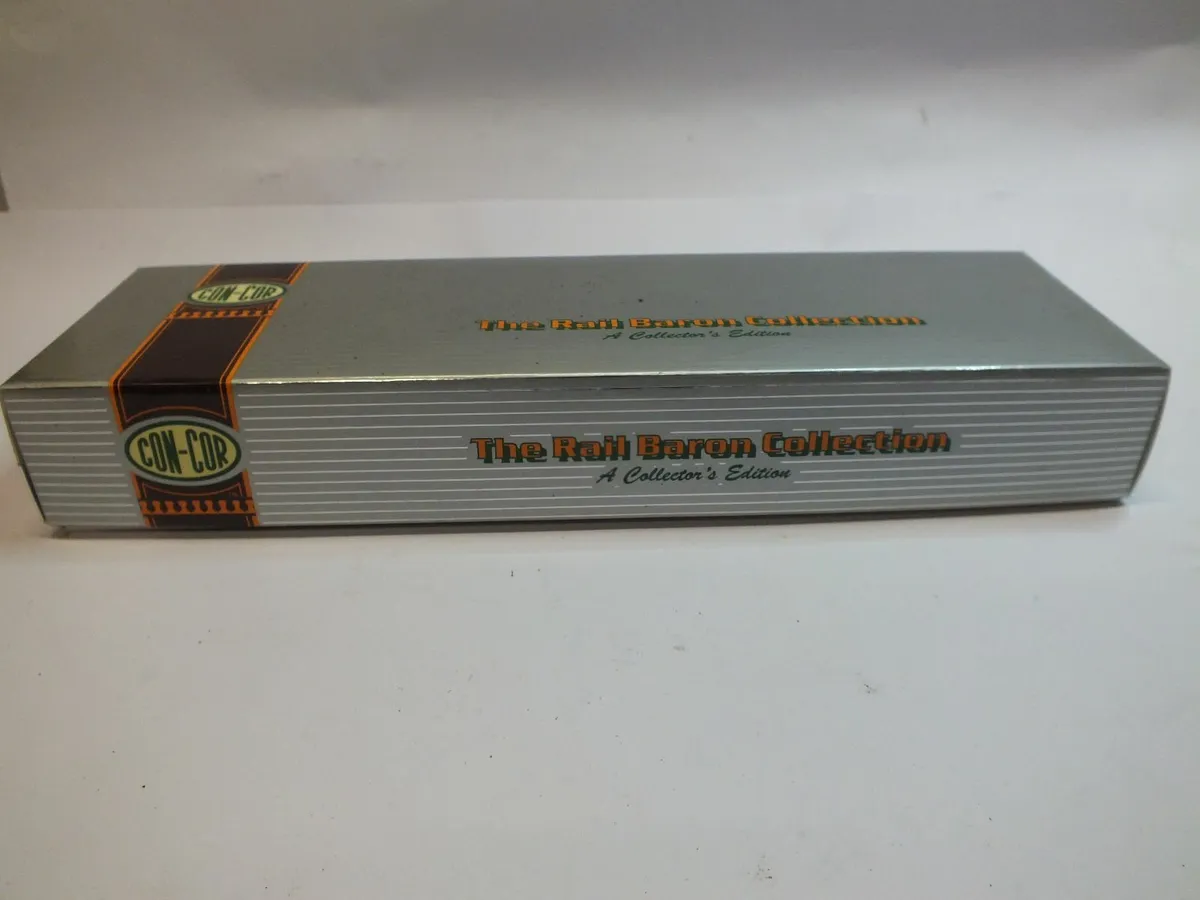 CON-COR
The Rail Baron Collection
A Collector's Edition
CON-COR
The Rail Baron Collection
A Collector's Edition